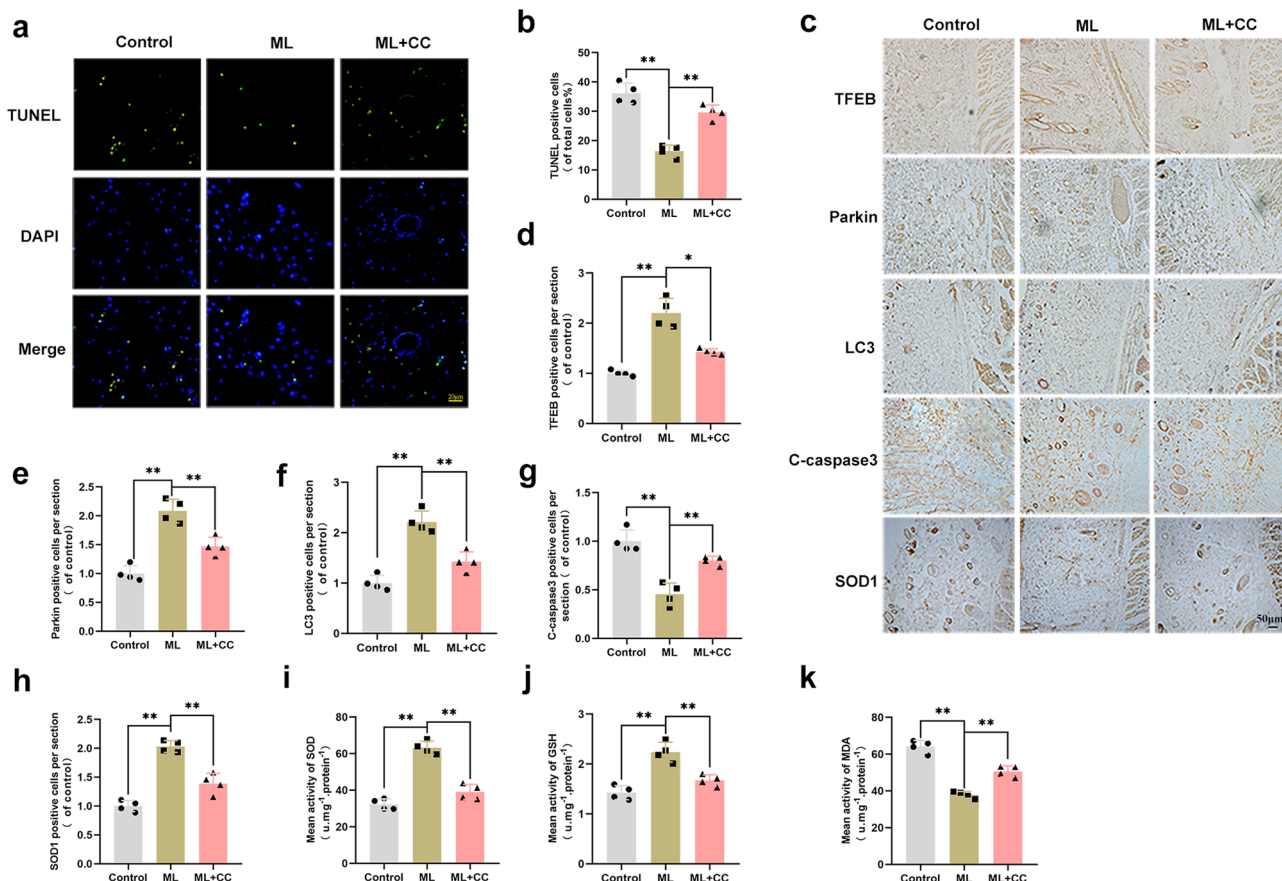 a
Control
ML
ML+CC
TUNEL
DAPI
Merge
20μm
b
TUNEL positive cells
( of total cells%)
50
40
30
20
10
0
**
**
Control
ML
ML+CC
c
Control
ML
ML+CC
TFEB
Parkin
LC3
C-caspase3
SOD1
50μm
d
TFEB positive cells per section
( of control)
3
2
1
0
**
*
Control
ML
ML+CC
e
Parkin positive cells per section
(of control)
2.5
2.0
1.5
1.0
0.5
0.0
**
**
Control
ML
ML+CC
f
LC3 positive cells per section
( of control)
3
2
1
0
**
**
Control
ML
ML+CC
g
C-caspase3 positive cells per
section ( of control)
1.5
1.0
0.5
0.0
**
**
Control
ML
ML+CC
h
SOD1 positive cells per section
( of control)
2.5
2.0
1.5
1.0
0.5
0.0
**
**
Control
ML
ML+CC
i
Mean activity of SOD
( u.mg⁻¹.protein⁻¹)
80
60
40
20
0
**
**
Control
ML
ML+CC
j
Mean activity of GSH
( u.mg⁻¹.protein⁻¹)
3
2
1
0
**
**
Control
ML
ML+CC
k
Mean activity of MDA
( u.mg⁻¹.protein⁻¹)
80
60
40
20
0
**
**
Control
ML
ML+CC